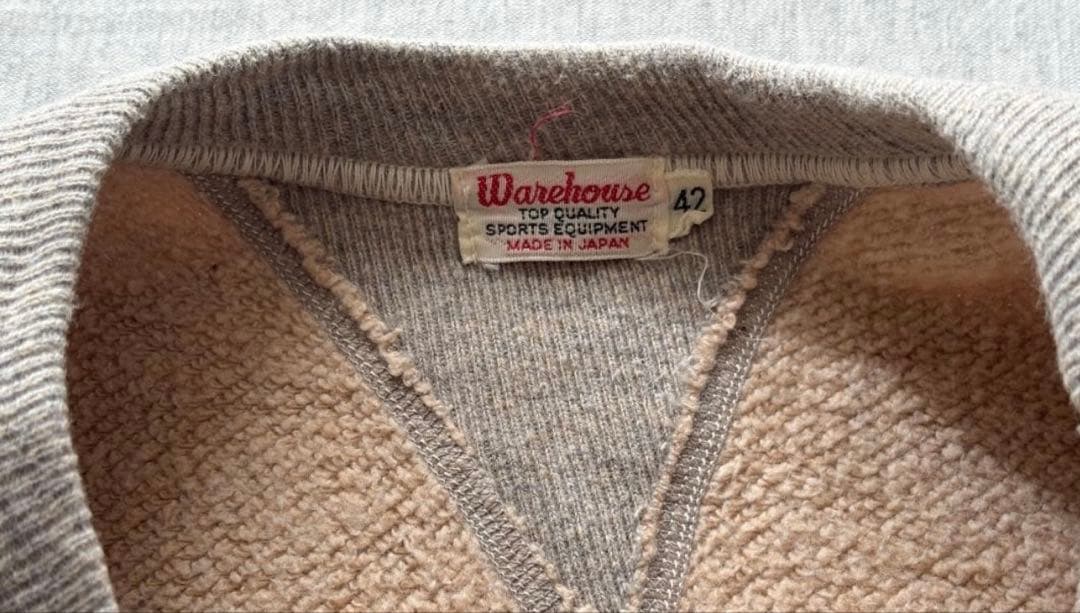 Warehouse
TOP QUALITY
SPORTS EQUIPMENT
MADE IN JAPAN
42